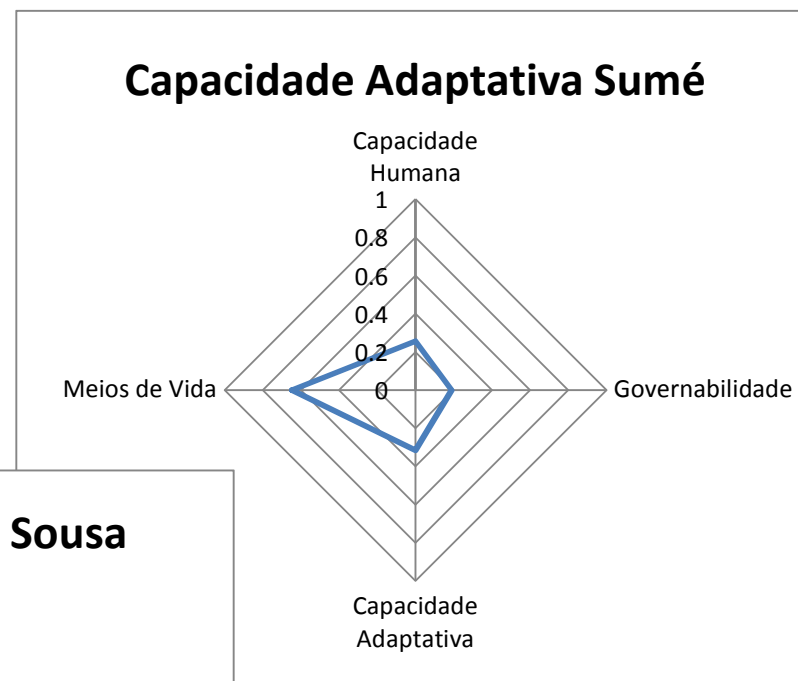 Capacidade Adaptativa Sumé
Capacidade
Humana
1
0.8
0.6
0.4
0.2
0
Meios de Vida
Governabilidade
Capacidade
Adaptativa
Sousa